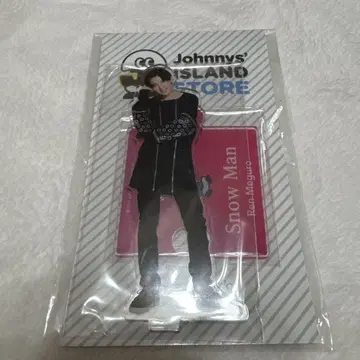 Johnnys'
ISLAND
STORE
Snow Man
Ren Meguro